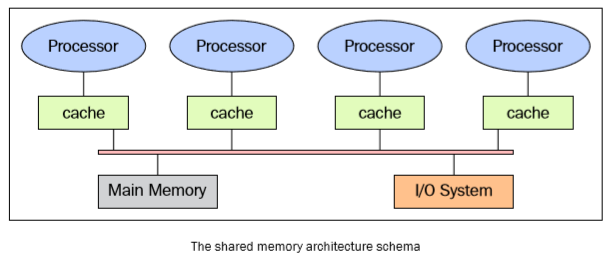 Processor Processor Processor Processor
cache cache cache cache
Main Memory I/O System
The shared memory architecture schema